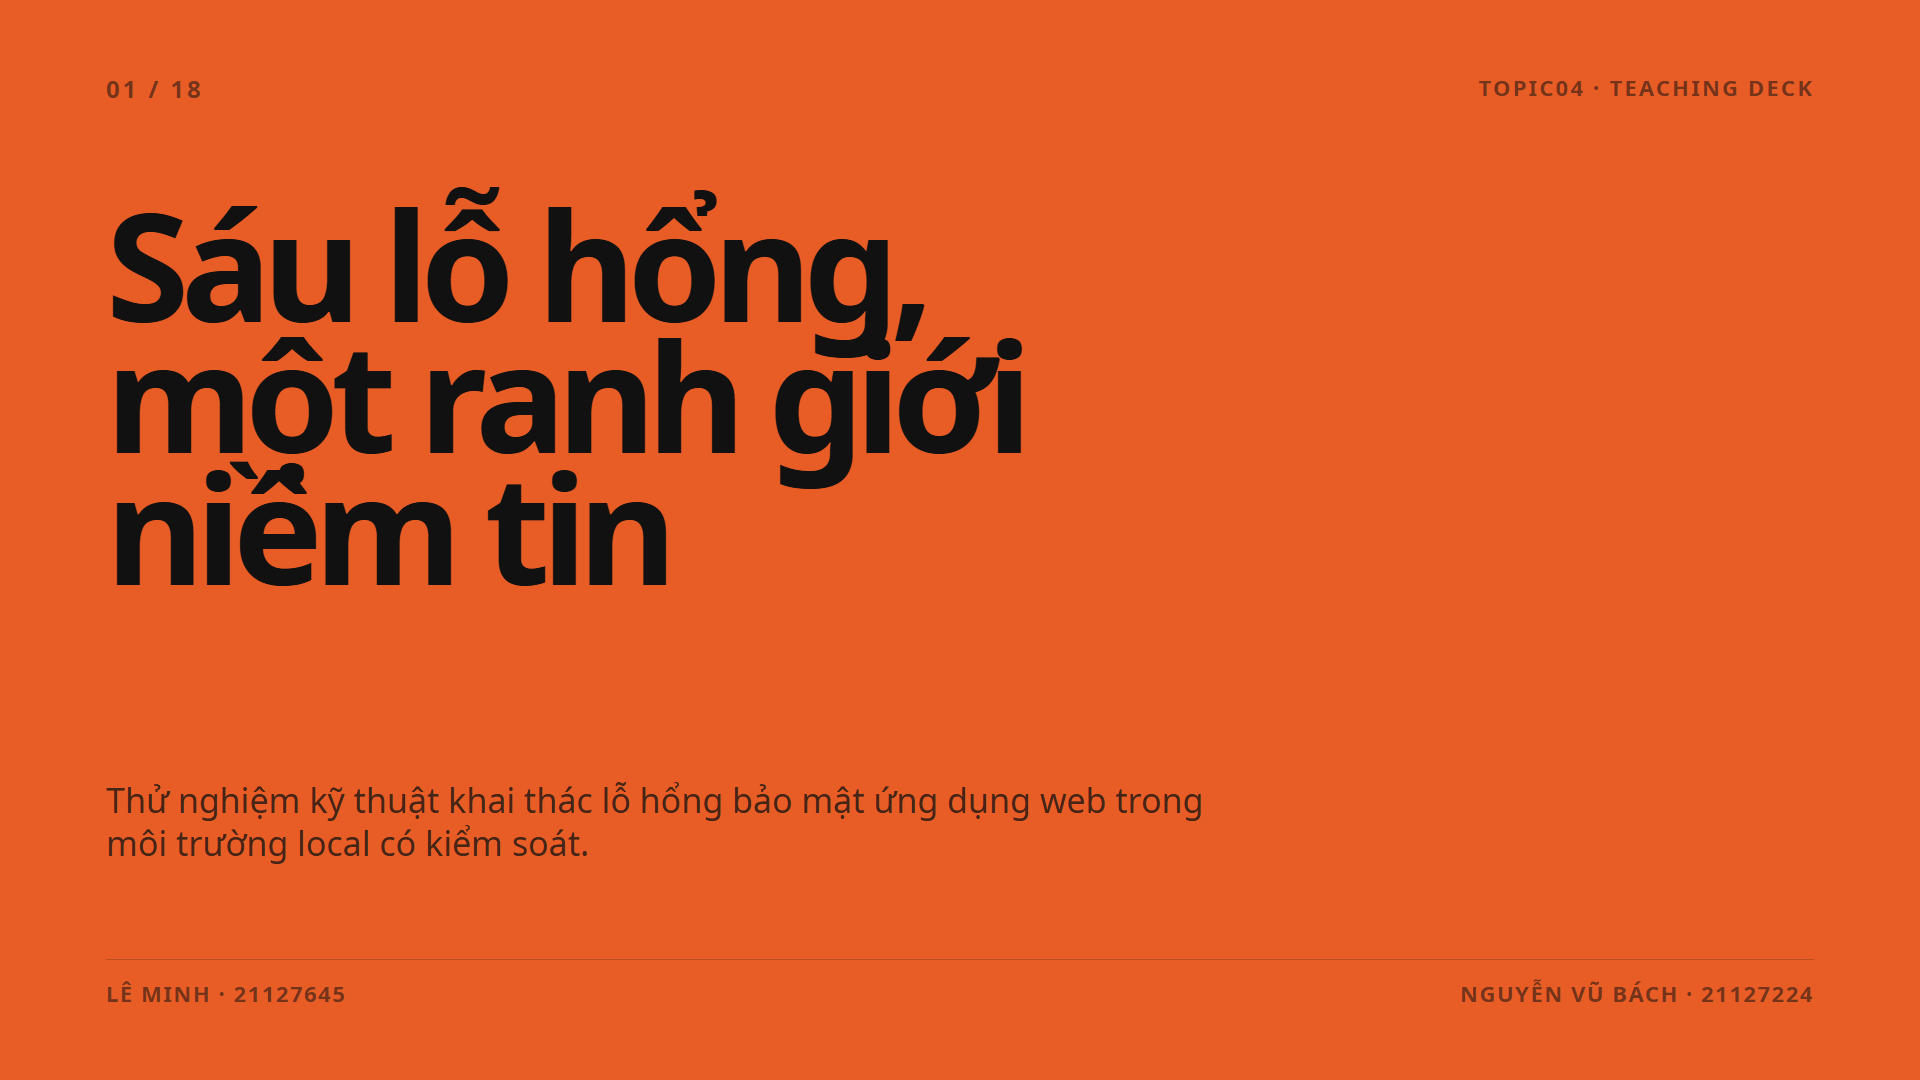 01 / 18
TOPIC04 · TEACHING DECK
Sáu lỗ hổng,
một ranh giới
niềm tin
Thử nghiệm kỹ thuật khai thác lỗ hổng bảo mật ứng dụng web trong
môi trường local có kiểm soát.
LÊ MINH · 21127645
NGUYỄN VŨ BÁCH · 21127224